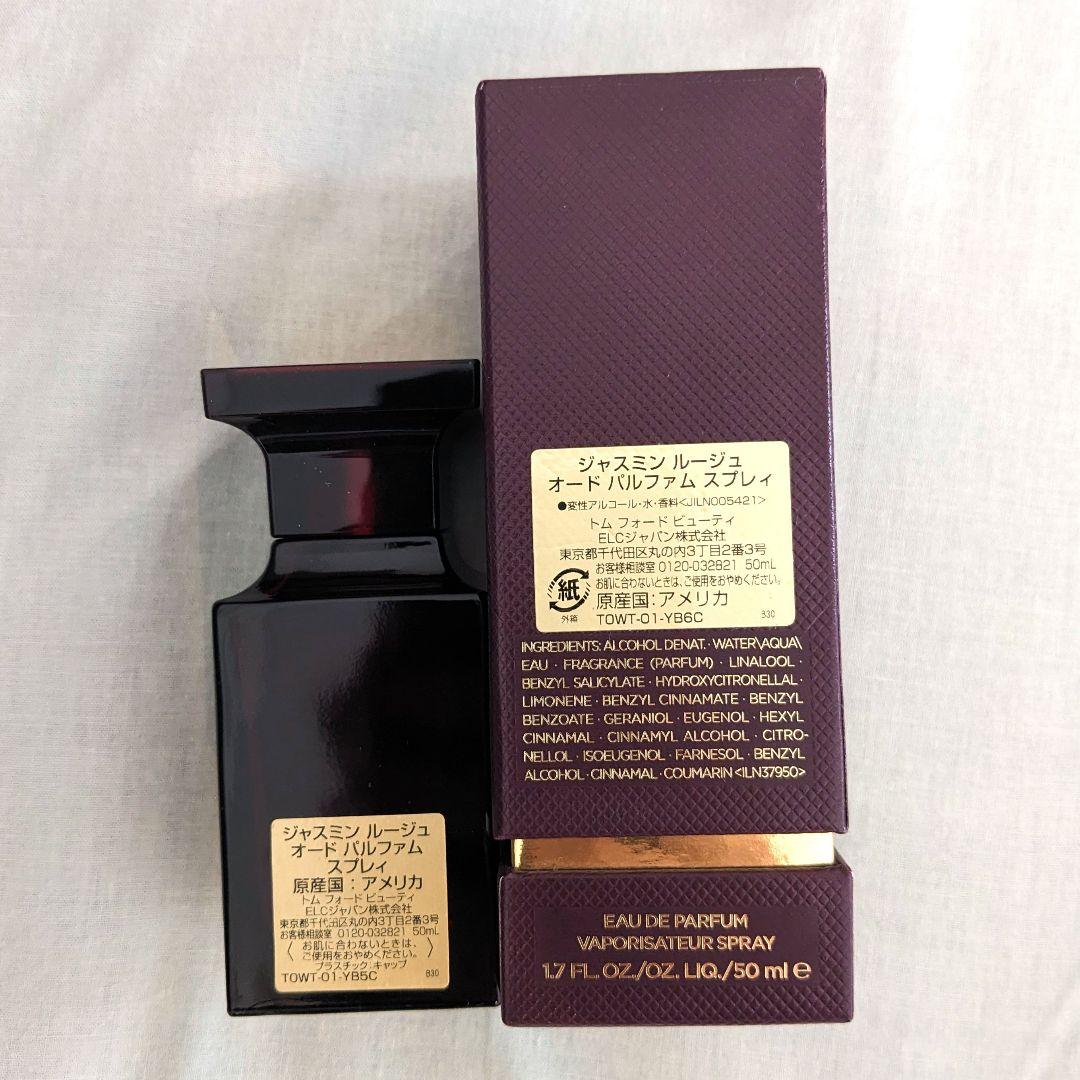 ジャスミン ルージュ
オード パルファム スプレィ
●変性アルコール・水・香料<JILN005421>
トム フォード ビューティ
ELCジャパン株式会社
東京都千代田区丸の内3丁目2番3号
お客様相談室 0120-032821 50mL
お肌に合わないときは、ご使用をおやめください。
紙
外箱
原産国:アメリカ
TOWT-01-YB6C B30
INGREDIENTS: ALCOHOL DENAT. · WATER\AQUA\
EAU · FRAGRANCE (PARFUM) · LINALOOL ·
BENZYL SALICYLATE · HYDROXYCITRONELLAL ·
LIMONENE · BENZYL CINNAMATE · BENZYL
BENZOATE · GERANIOL · EUGENOL · HEXYL
CINNAMAL · CINNAMYL ALCOHOL · CITRO-
NELLOL · ISOEUGENOL · FARNESOL · BENZYL
ALCOHOL · CINNAMAL · COUMARIN <ILN37950>
EAU DE PARFUM
VAPORISATEUR SPRAY
1.7 FL. OZ./OZ. LIQ./50 ml e
ジャスミン ルージュ
オード パルファム
スプレィ
原産国:アメリカ
トム フォード ビューティ
ELCジャパン株式会社
東京都千代田区丸の内3丁目2番3号
お客様相談室 0120-032821 50mL
〈 お肌に合わないときは、
ご使用をおやめください。 〉
プラスチック:キャップ
TOWT-01-YB5C B30